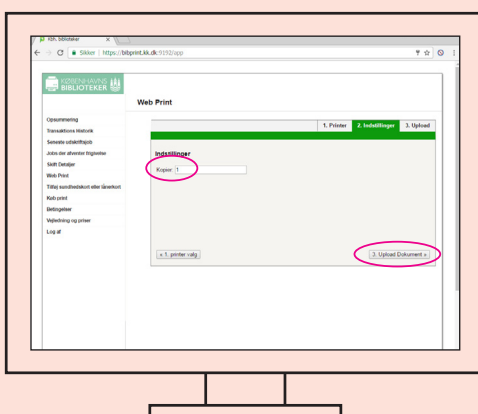 Kbh. biblioteker
Sikker | https://bibprint.kk.dk:9192/app
KØBENHAVNS
BIBLIOTEKER
Web Print
Opsummering
Transaktions Historik
Seneste udskriftsjob
Jobs der afventer frigivelse
Skift Detaljer
Web Print
Tilføj sundhedskort eller lånerkort
Køb print
Betingelser
Vejledning og priser
Log af
1. Printer 2. Indstillinger 3. Upload
Indstillinger
Kopier: 1
« 1. printer valg
3. Upload Dokument »